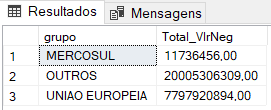 Resultados Mensagens
grupo Total_VlrNeg
1 MERCOSUL 11736456,00
2 OUTROS 20005306309,00
3 UNIAO EUROPEIA 7797920894,00